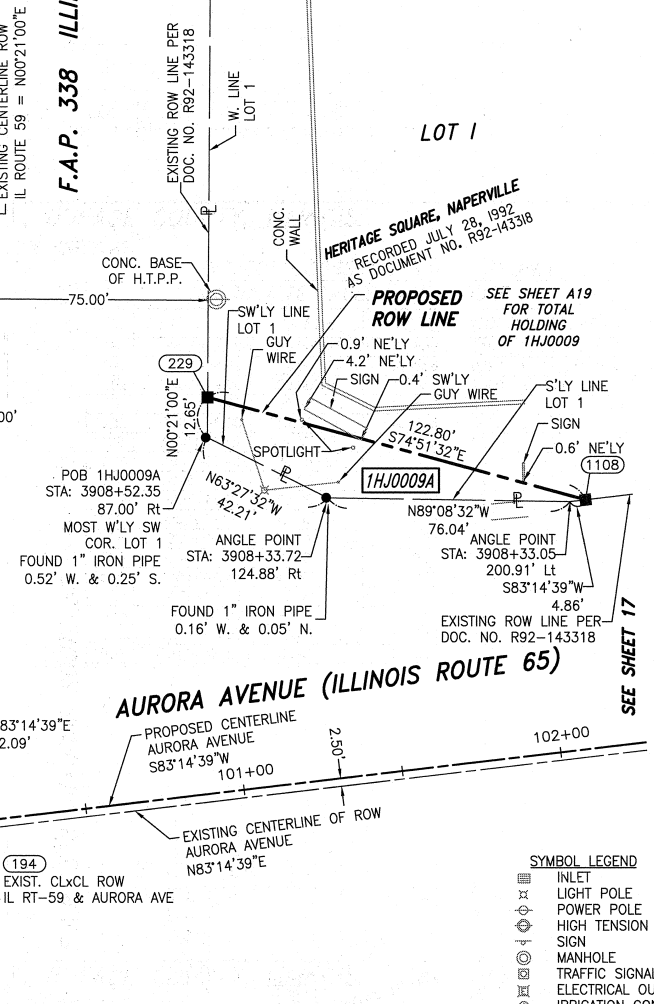 EXISTING CENTERLINE ROW
IL ROUTE 59 = N00°21'00"E
F.A.P. 338
EXISTING ROW LINE PER
DOC. NO. R92-143318
W. LINE
LOT 1
LOT 1
CONC.
WALL
HERITAGE SQUARE, NAPERVILLE
RECORDED JULY 28, 1992
AS DOCUMENT NO. R92-143318
CONC. BASE
OF H.T.P.P.
75.00'
SW'LY LINE
LOT 1
GUY
WIRE
PROPOSED
ROW LINE
SEE SHEET A19
FOR TOTAL
HOLDING
OF 1HJ0009
0.9' NE'LY
4.2' NE'LY
SIGN
0.4' SW'LY
GUY WIRE
S'LY LINE
LOT 1
SIGN
0.6' NE'LY
229
N00°21'00"E
12.65'
122.80'
S74°51'32"E
SPOTLIGHT
1108
1HJ0009A
POB 1HJ0009A
STA: 3908+52.35
87.00' Rt
MOST W'LY SW
COR. LOT 1
FOUND 1" IRON PIPE
0.52' W. & 0.25' S.
N63°27'32"W
42.21'
N89°08'32"W
76.04'
ANGLE POINT
STA: 3908+33.72
124.88' Rt
ANGLE POINT
STA: 3908+33.05
200.91' Lt
S83°14'39"W
4.86'
FOUND 1" IRON PIPE
0.16' W. & 0.05' N.
EXISTING ROW LINE PER
DOC. NO. R92-143318
SEE SHEET 17
AURORA AVENUE (ILLINOIS ROUTE 65)
83°14'39"E
2.09'
PROPOSED CENTERLINE
AURORA AVENUE
S83°14'39"W
101+00
2.50'
102+00
EXISTING CENTERLINE OF ROW
AURORA AVENUE
N83°14'39"E
194
EXIST. CLxCL ROW
IL RT-59 & AURORA AVE
SYMBOL LEGEND
INLET
LIGHT POLE
POWER POLE
HIGH TENSION
SIGN
MANHOLE
TRAFFIC SIGNAL
ELECTRICAL